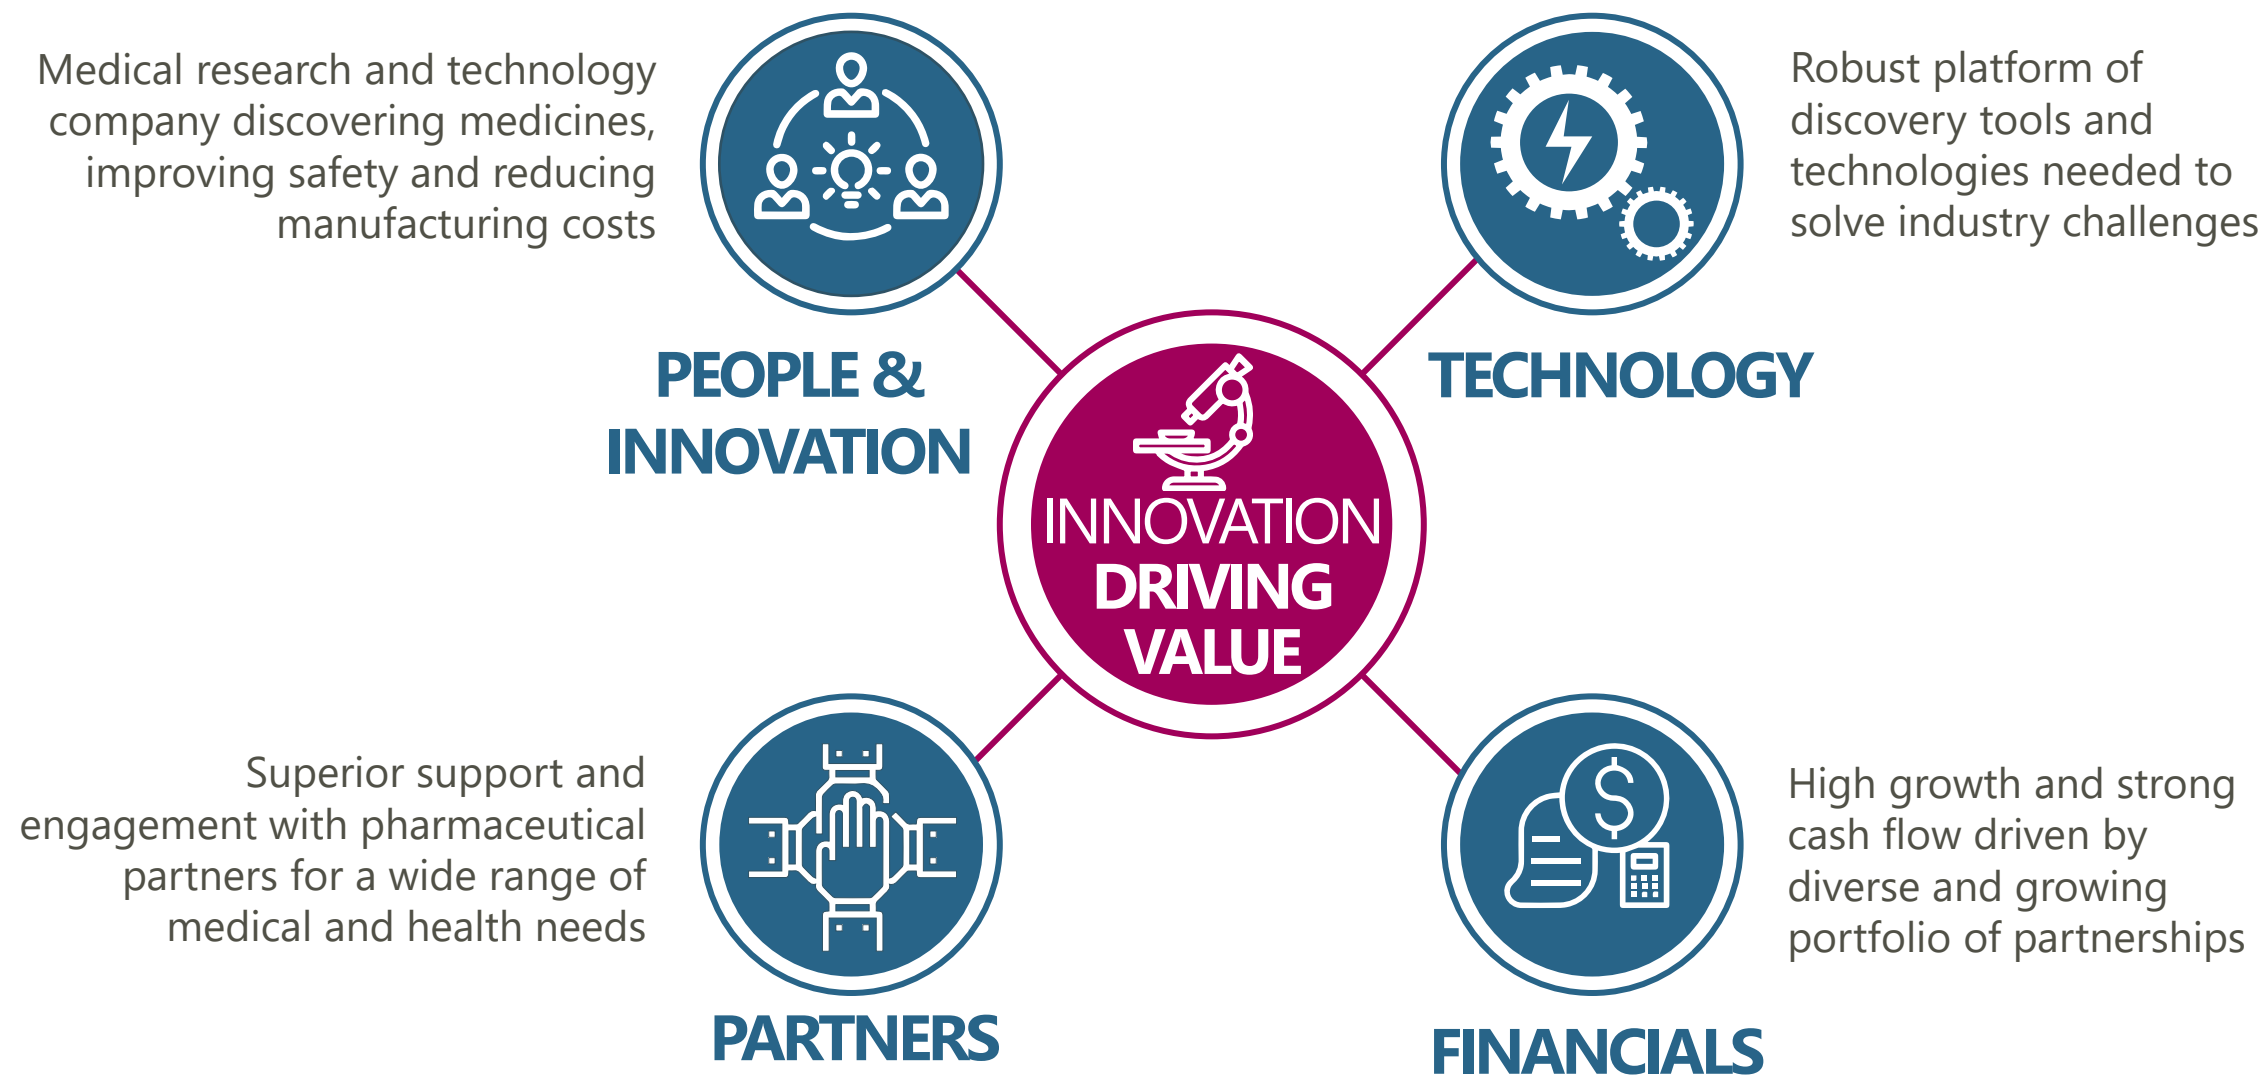 Medical research and technology
company discovering medicines,
improving safety and reducing
manufacturing costs
PEOPLE &
INNOVATION
Robust platform of
discovery tools and
technologies needed to
solve industry challenges
TECHNOLOGY
INNOVATION
DRIVING
VALUE
Superior support and
engagement with pharmaceutical
partners for a wide range of
medical and health needs
PARTNERS
High growth and strong
cash flow driven by
diverse and growing
portfolio of partnerships
FINANCIALS